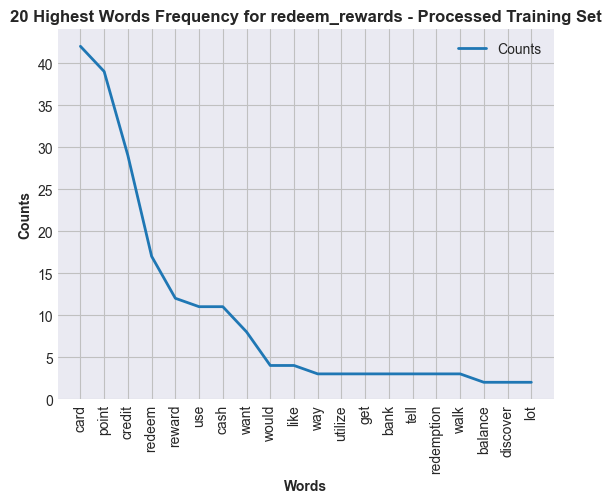 20 Highest Words Frequency for redeem_rewards - Processed Training Set
Counts
40
35
30
25
20
15
10
5
0
Counts
card
point
credit
redeem
reward
use
cash
want
would
like
way
utilize
get
bank
tell
redemption
walk
balance
discover
lot
Words